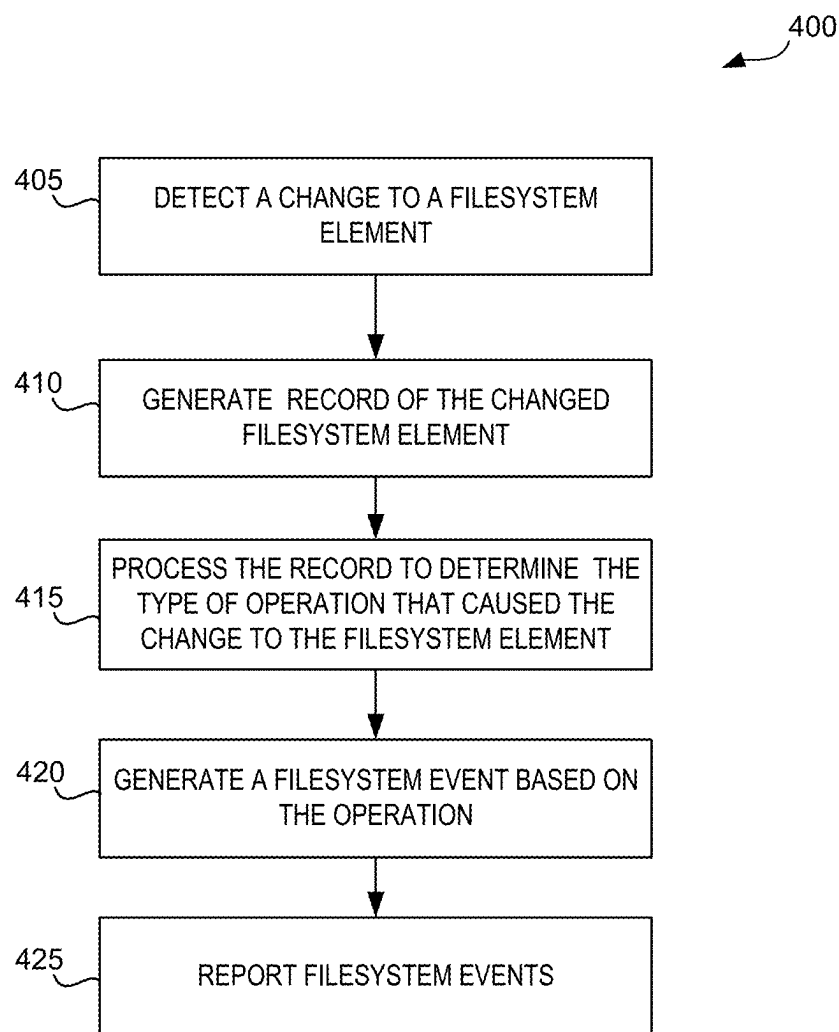 400
405
DETECT A CHANGE TO A FILESYSTEM
ELEMENT
410
GENERATE RECORD OF THE CHANGED
FILESYSTEM ELEMENT
415
PROCESS THE RECORD TO DETERMINE THE
TYPE OF OPERATION THAT CAUSED THE
CHANGE TO THE FILESYSTEM ELEMENT
420
GENERATE A FILESYSTEM EVENT BASED ON
THE OPERATION
425
REPORT FILESYSTEM EVENTS